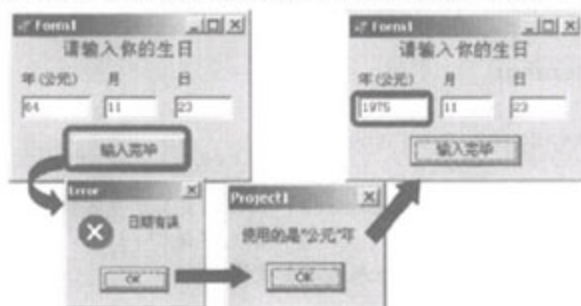 Form1
请输入你的生日
年(公元) 月 日
64 11 23
输入完毕
Form1
请输入你的生日
年(公元) 月 日
1975 11 23
输入完毕
Error
日期有误
OK
Project1
使用的是"公元"年
OK